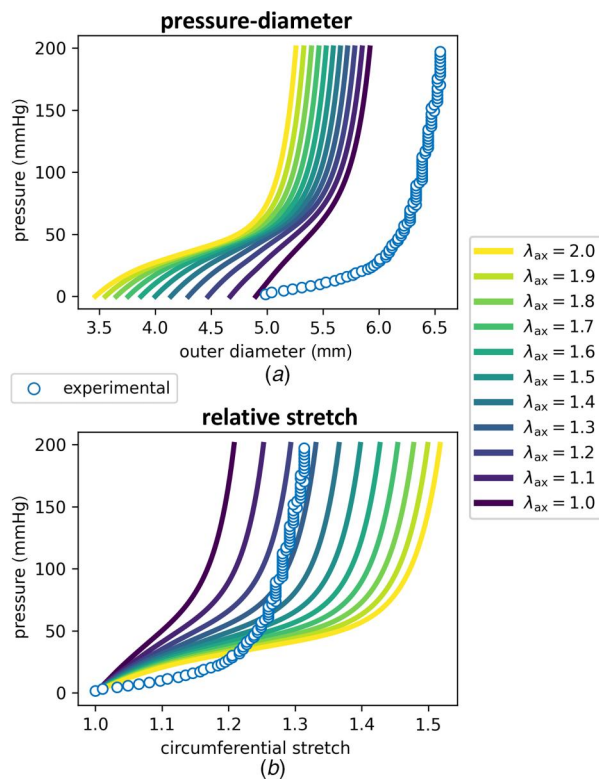 pressure-diameter
200
150
100
50
0
pressure (mmHg)
3.5 4.0 4.5 5.0 5.5 6.0 6.5
outer diameter (mm)
(a)
experimental
λax = 2.0
λax = 1.9
λax = 1.8
λax = 1.7
λax = 1.6
λax = 1.5
λax = 1.4
λax = 1.3
λax = 1.2
λax = 1.1
λax = 1.0
relative stretch
200
150
100
50
0
pressure (mmHg)
1.0 1.1 1.2 1.3 1.4 1.5
circumferential stretch
(b)